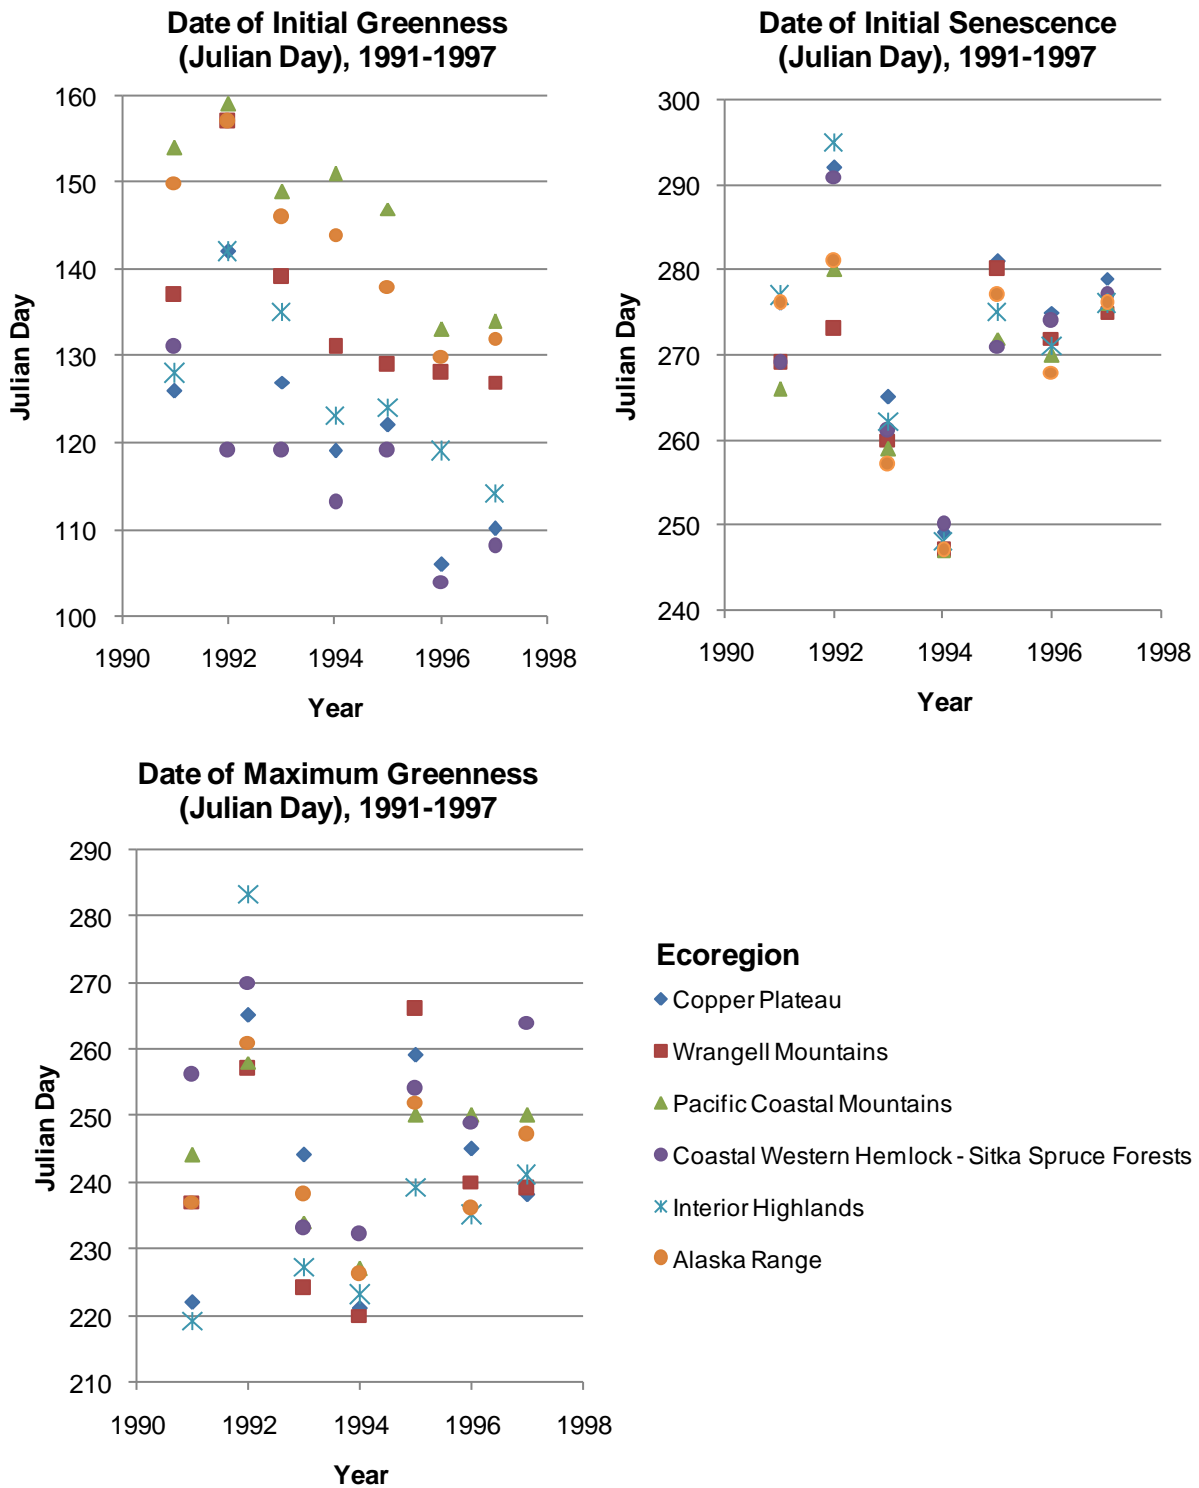 Date of Initial Greenness
(Julian Day), 1991-1997
160
150
140
130
120
110
100
Julian Day
1990 1992 1994 1996 1998
Year
Date of Initial Senescence
(Julian Day), 1991-1997
300
290
280
270
260
250
240
Julian Day
1990 1992 1994 1996 1998
Year
Date of Maximum Greenness
(Julian Day), 1991-1997
290
280
270
260
250
240
230
220
210
Julian Day
1990 1992 1994 1996 1998
Year
Ecoregion
Copper Plateau
Wrangell Mountains
Pacific Coastal Mountains
Coastal Western Hemlock - Sitka Spruce Forests
Interior Highlands
Alaska Range